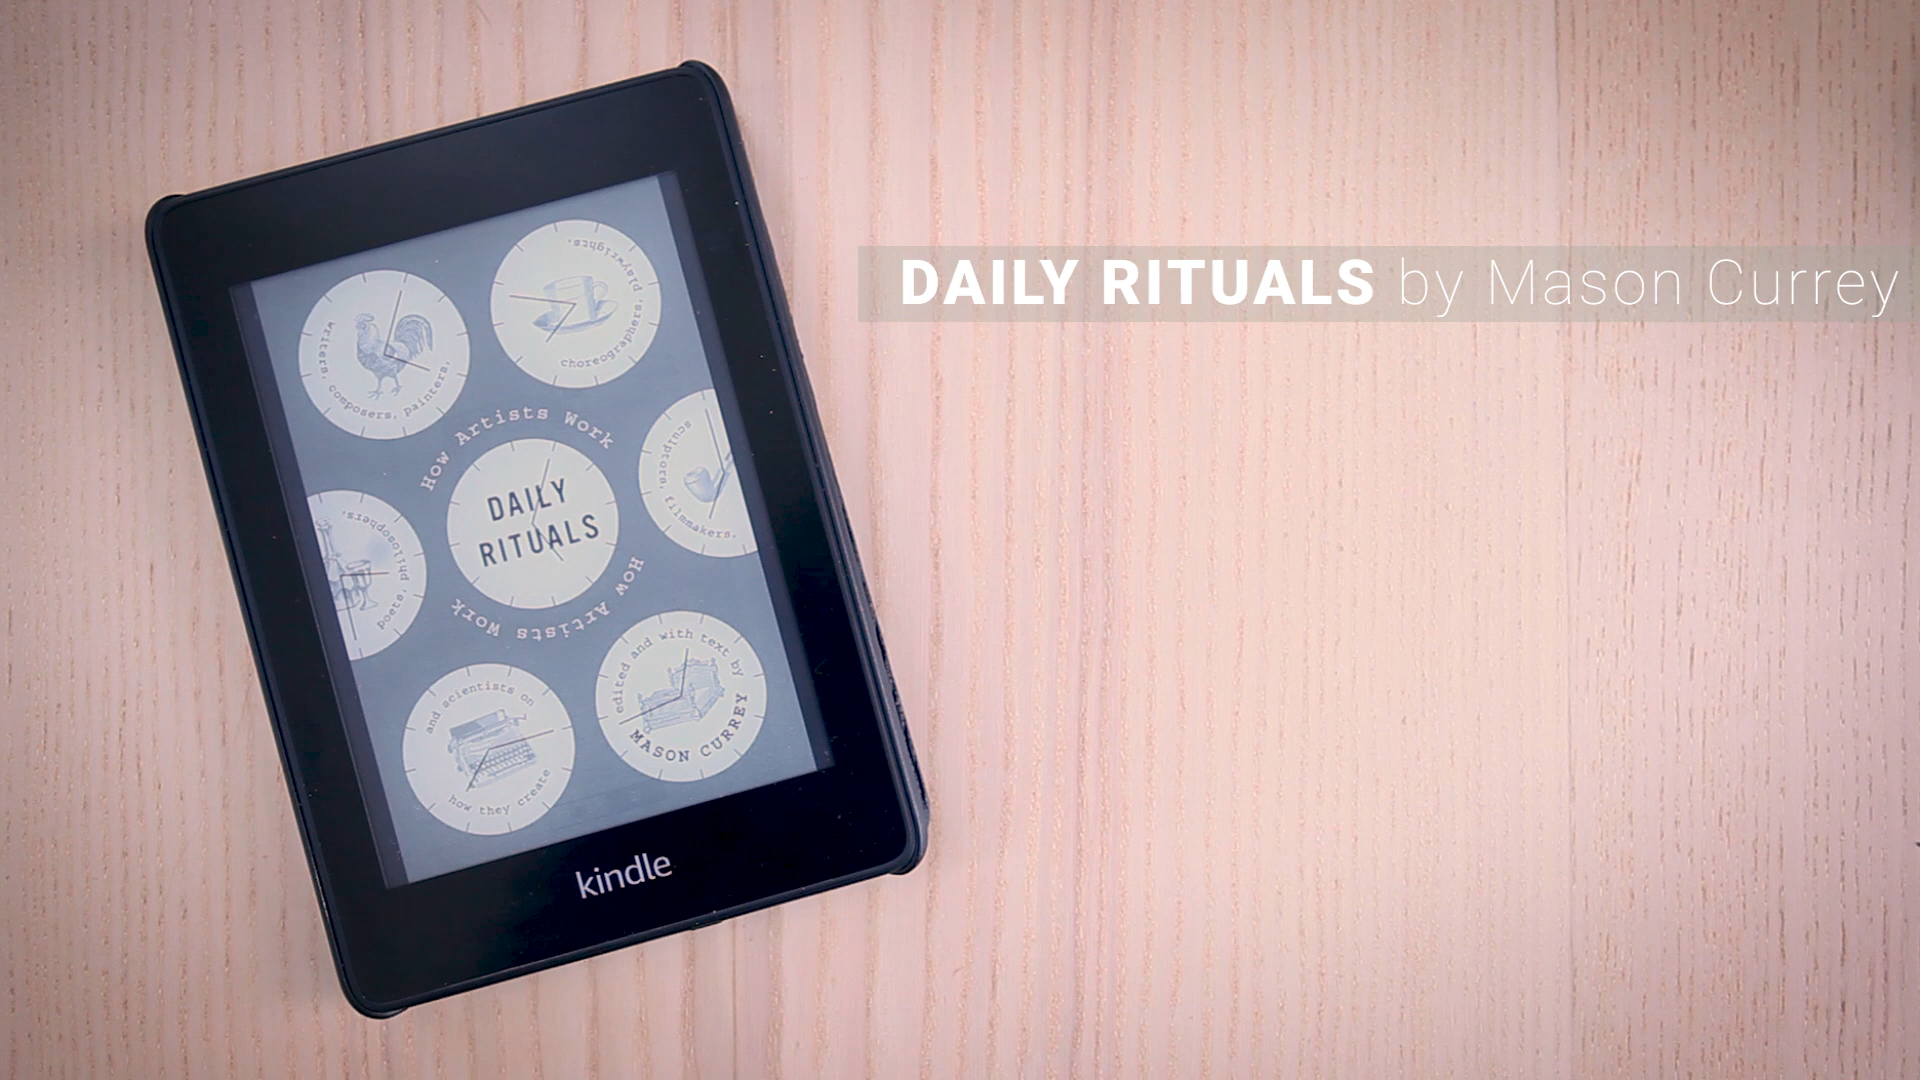 DAILY RITUALS by Mason Currey
writers, composers, painters,
choreographers, playwrights,
How Artists Work
sculptors, filmmakers,
DAILY
RITUALS
poets, philosophers,
How Artists Work
and scientists on
how they create
edited and with text by
MASON CURREY
kindle